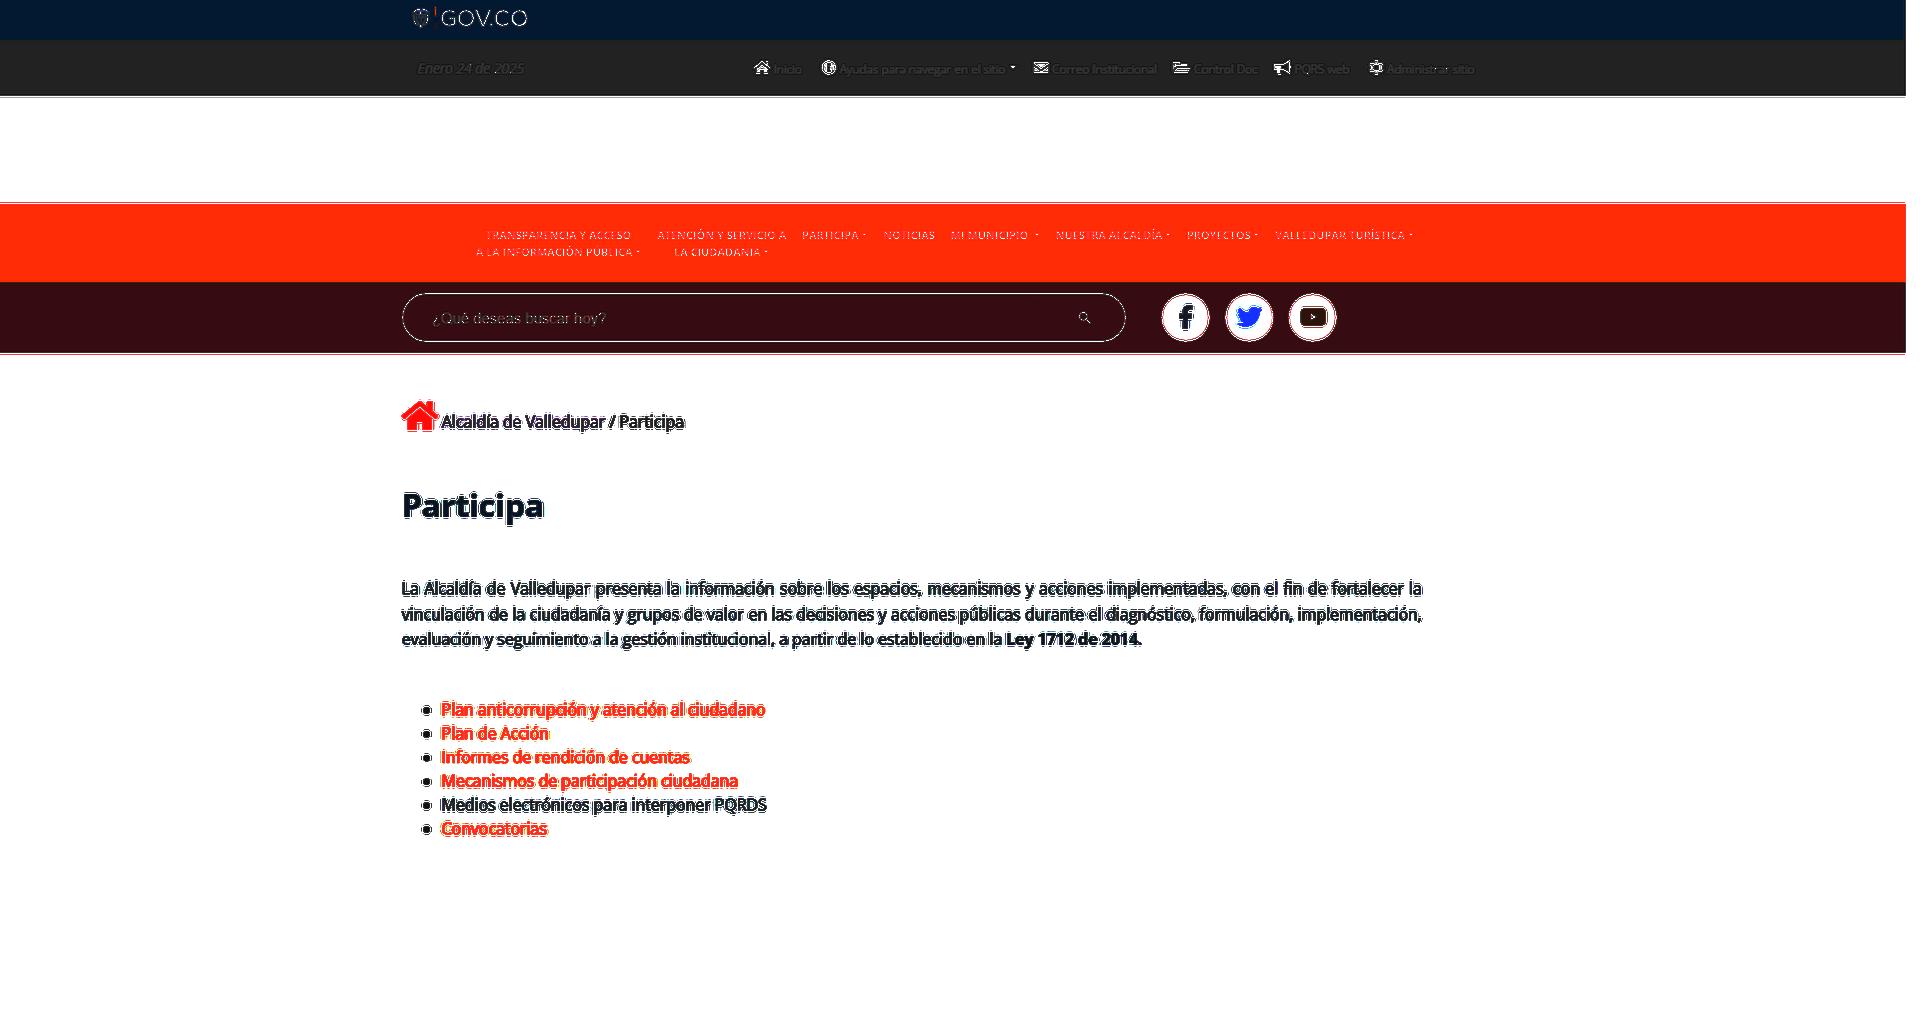 GOV.CO
Enero 24 de 2025
Inicio
Ayudas para navegar en el sitio
Correo Institucional
Control Doc
PQRS web
Administrar sitio
TRANSPARENCIA Y ACCESO
A LA INFORMACIÓN PÚBLICA
ATENCIÓN Y SERVICIO A
LA CIUDADANÍA
PARTICIPA
NOTICIAS
MI MUNICIPIO
NUESTRA ALCALDÍA
PROYECTOS
VALLEDUPAR TURÍSTICA
¿Qué deseas buscar hoy?
Alcaldía de Valledupar / Participa
Participa
La Alcaldía de Valledupar presenta la información sobre los espacios, mecanismos y acciones implementadas, con el fin de fortalecer la
vinculación de la ciudadanía y grupos de valor en las decisiones y acciones públicas durante el diagnóstico, formulación, implementación,
evaluación y seguimiento a la gestión institucional, a partir de lo establecido en la Ley 1712 de 2014.
Plan anticorrupción y atención al ciudadano
Plan de Acción
Informes de rendición de cuentas
Mecanismos de participación ciudadana
Medios electrónicos para interponer PQRDS
Convocatorias